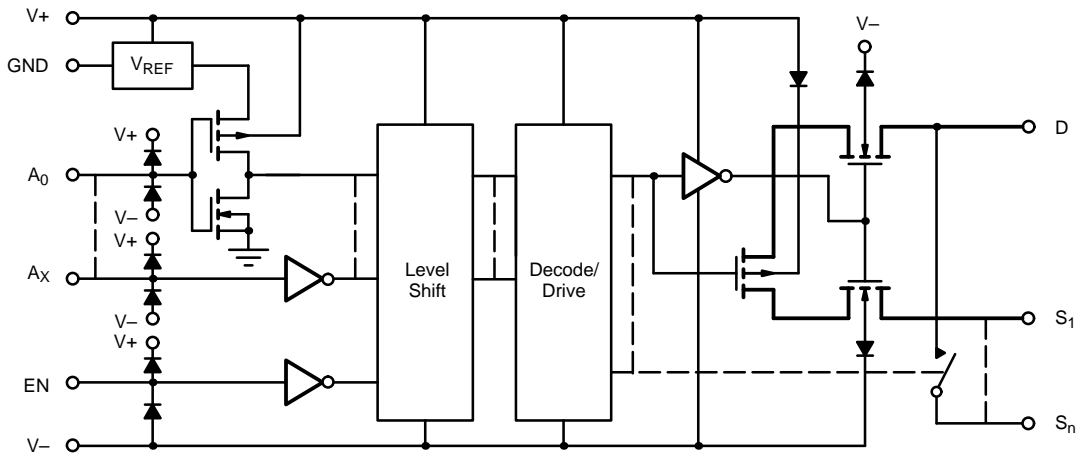 V+
V–
GND
VREF
V+
D
A0
V–
V+
AX
Level
Shift
Decode/
Drive
V–
V+
S1
EN
V–
Sn